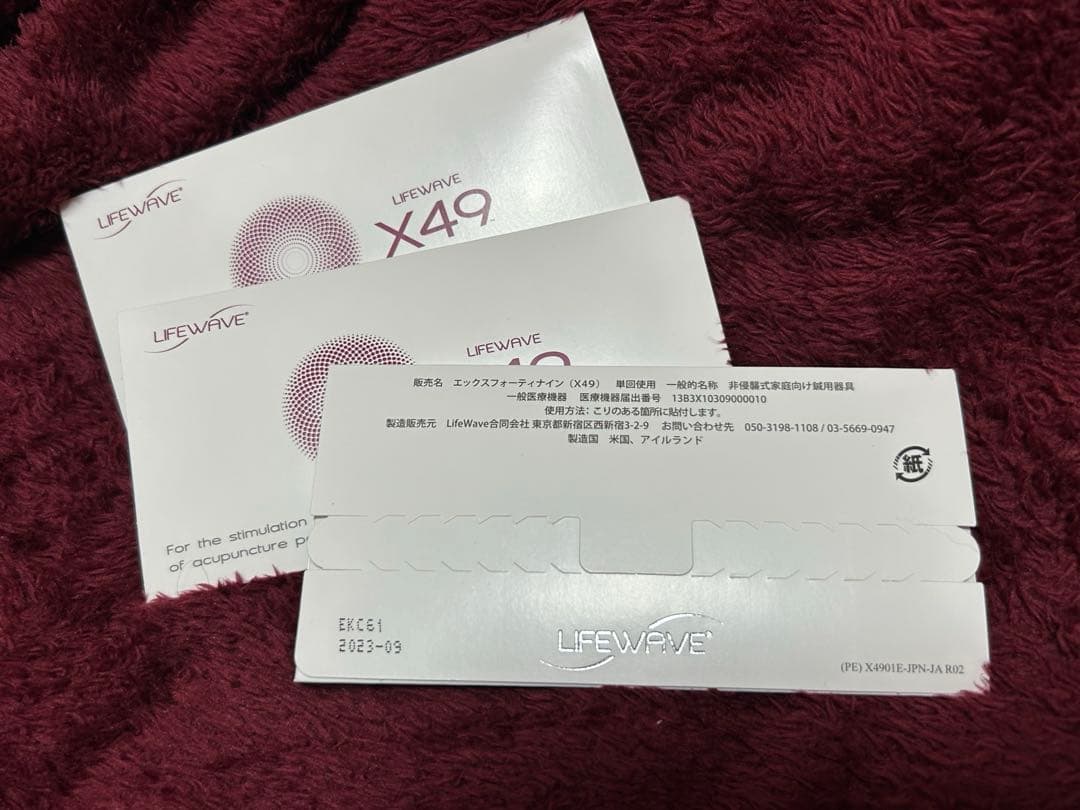 LIFEWAVE®
LIFEWAVE
X49™
LIFEWAVE®
LIFEWAVE
For the stimulation
of acupuncture
販売名 エックスフォーティナイン（X49） 単回使用 一般的名称 非侵襲式家庭向け鍼用器具
一般医療機器 医療機器届出番号 13B3X10309000010
使用方法：こりのある箇所に貼付します。
製造販売元 LifeWave合同会社 東京都新宿区西新宿3-2-9 お問い合わせ先 050-3198-1108 / 03-5669-0947
製造国 米国、アイルランド
紙
EKC61
2023-09
LIFEWAVE®
(PE) X4901E-JPN-JA R02